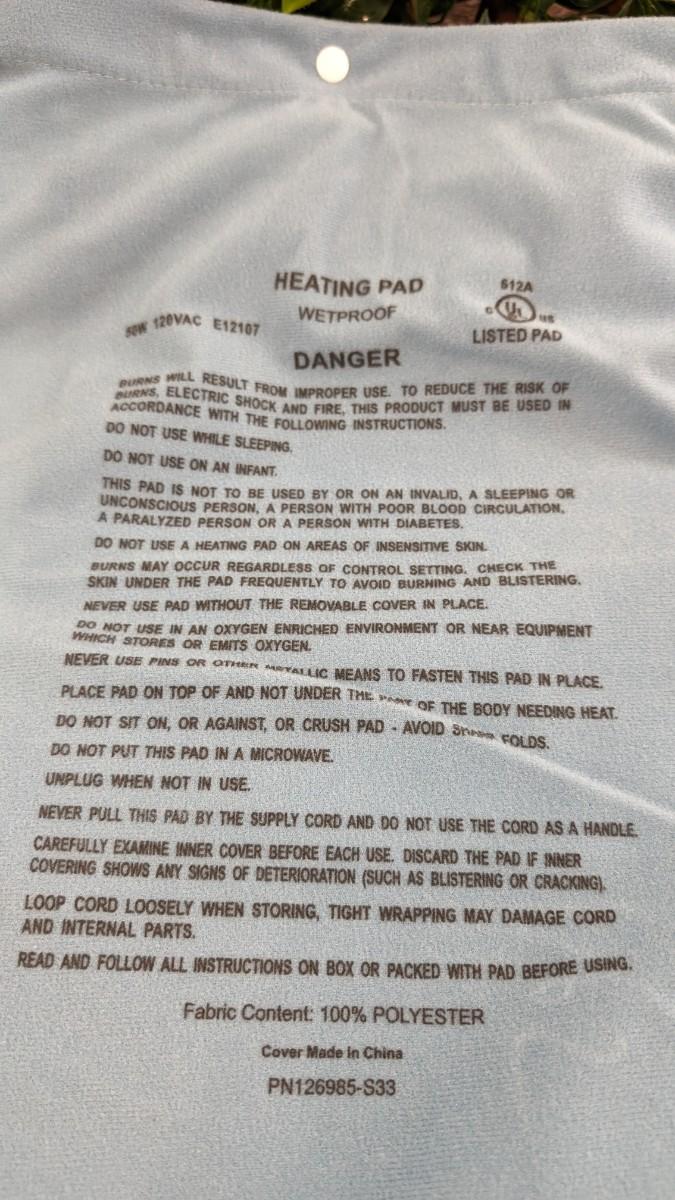 HEATING PAD
WETPROOF
50W 120VAC E12107
512A
c UL us
LISTED PAD
DANGER
BURNS WILL RESULT FROM IMPROPER USE. TO REDUCE THE RISK OF
BURNS, ELECTRIC SHOCK AND FIRE, THIS PRODUCT MUST BE USED IN
ACCORDANCE WITH THE FOLLOWING INSTRUCTIONS.
DO NOT USE WHILE SLEEPING.
DO NOT USE ON AN INFANT.
THIS PAD IS NOT TO BE USED BY OR ON AN INVALID, A SLEEPING OR
UNCONSCIOUS PERSON, A PERSON WITH POOR BLOOD CIRCULATION,
A PARALYZED PERSON OR A PERSON WITH DIABETES.
DO NOT USE A HEATING PAD ON AREAS OF INSENSITIVE SKIN.
BURNS MAY OCCUR REGARDLESS OF CONTROL SETTING. CHECK THE
SKIN UNDER THE PAD FREQUENTLY TO AVOID BURNING AND BLISTERING.
NEVER USE PAD WITHOUT THE REMOVABLE COVER IN PLACE.
DO NOT USE IN AN OXYGEN ENRICHED ENVIRONMENT OR NEAR EQUIPMENT
WHICH STORES OR EMITS OXYGEN.
NEVER USE PINS OR OTHER METALLIC MEANS TO FASTEN THIS PAD IN PLACE.
PLACE PAD ON TOP OF AND NOT UNDER THE PART OF THE BODY NEEDING HEAT.
DO NOT SIT ON, OR AGAINST, OR CRUSH PAD - AVOID SHARP FOLDS.
DO NOT PUT THIS PAD IN A MICROWAVE.
UNPLUG WHEN NOT IN USE.
NEVER PULL THIS PAD BY THE SUPPLY CORD AND DO NOT USE THE CORD AS A HANDLE.
CAREFULLY EXAMINE INNER COVER BEFORE EACH USE. DISCARD THE PAD IF INNER
COVERING SHOWS ANY SIGNS OF DETERIORATION (SUCH AS BLISTERING OR CRACKING).
LOOP CORD LOOSELY WHEN STORING, TIGHT WRAPPING MAY DAMAGE CORD
AND INTERNAL PARTS.
READ AND FOLLOW ALL INSTRUCTIONS ON BOX OR PACKED WITH PAD BEFORE USING.
Fabric Content: 100% POLYESTER
Cover Made in China
PN126985-S33